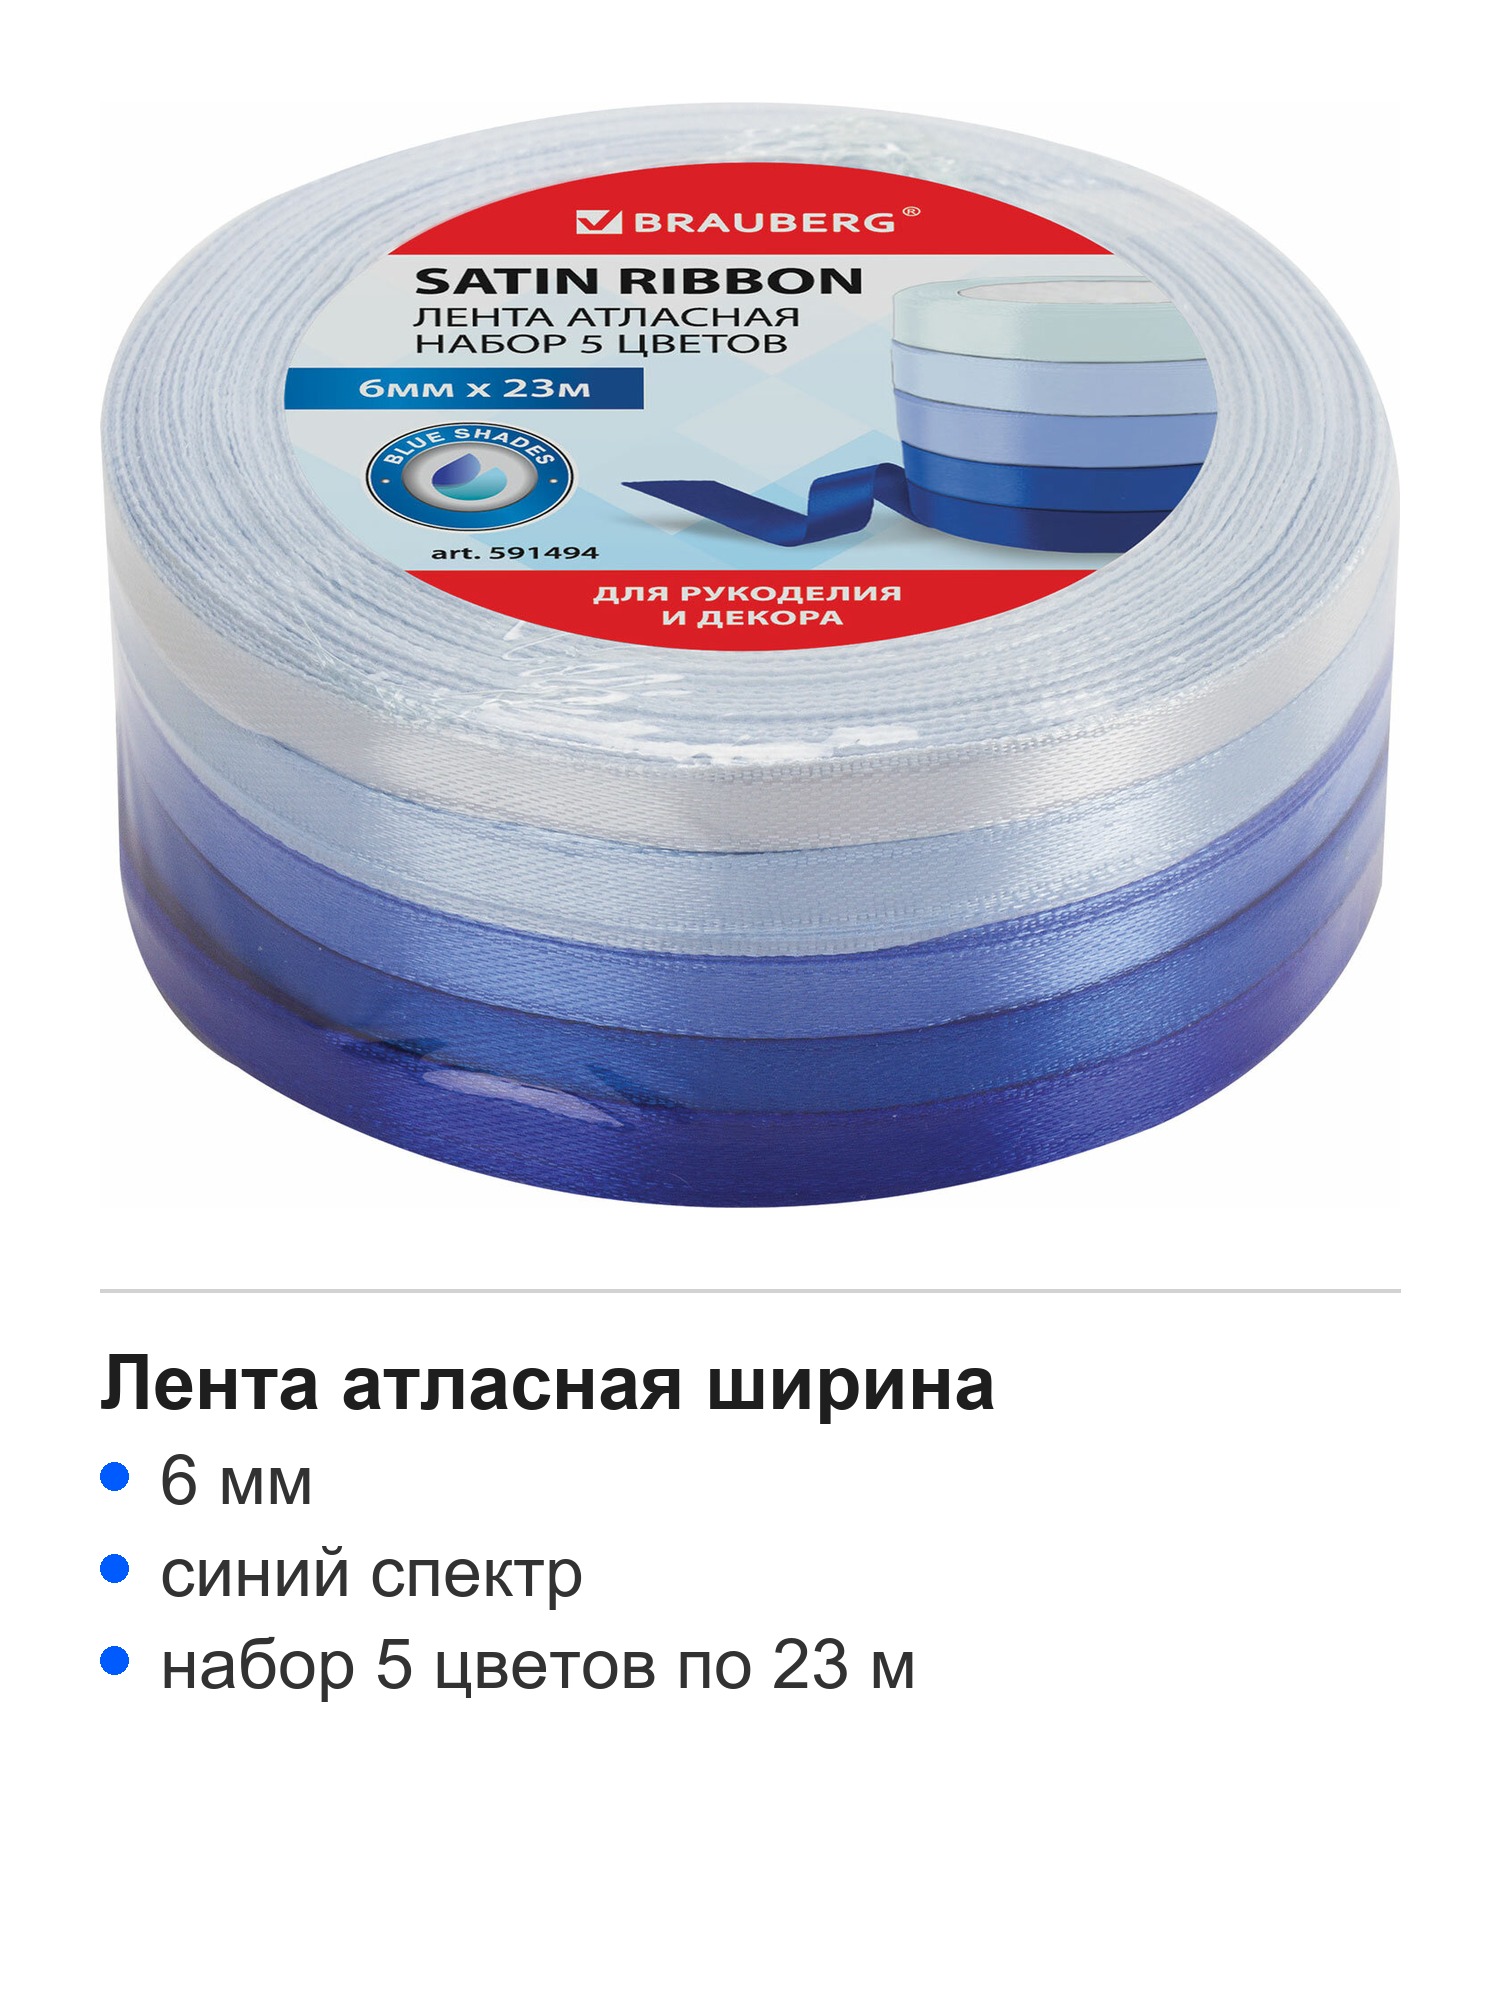 BRAUBERG®
SATIN RIBBON
ЛЕНТА АТЛАСНАЯ
НАБОР 5 ЦВЕТОВ
6мм х 23м
BLUE SHADES
art. 591494
ДЛЯ РУКОДЕЛИЯ
И ДЕКОРА
Лента атласная ширина
6 мм
синий спектр
набор 5 цветов по 23 м